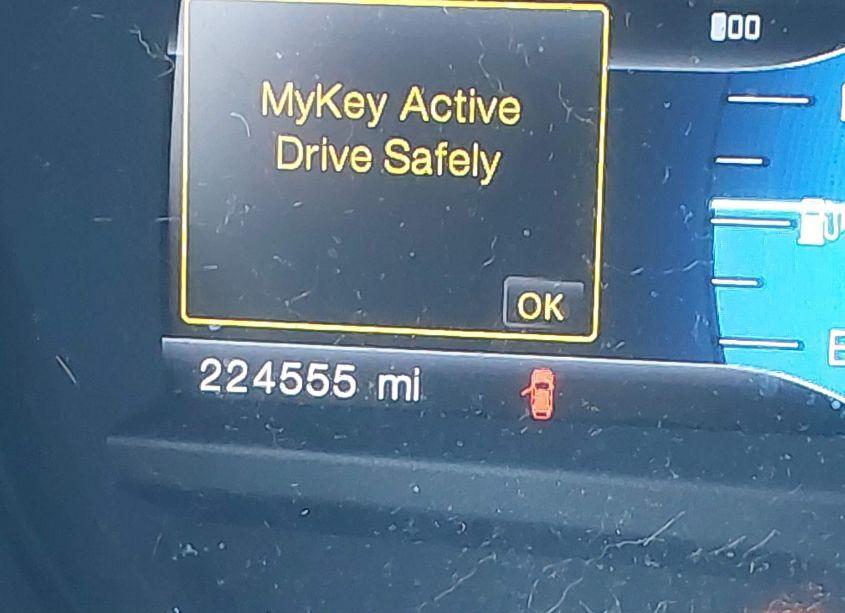 MyKey Active
Drive Safely
OK
224555 mi
E